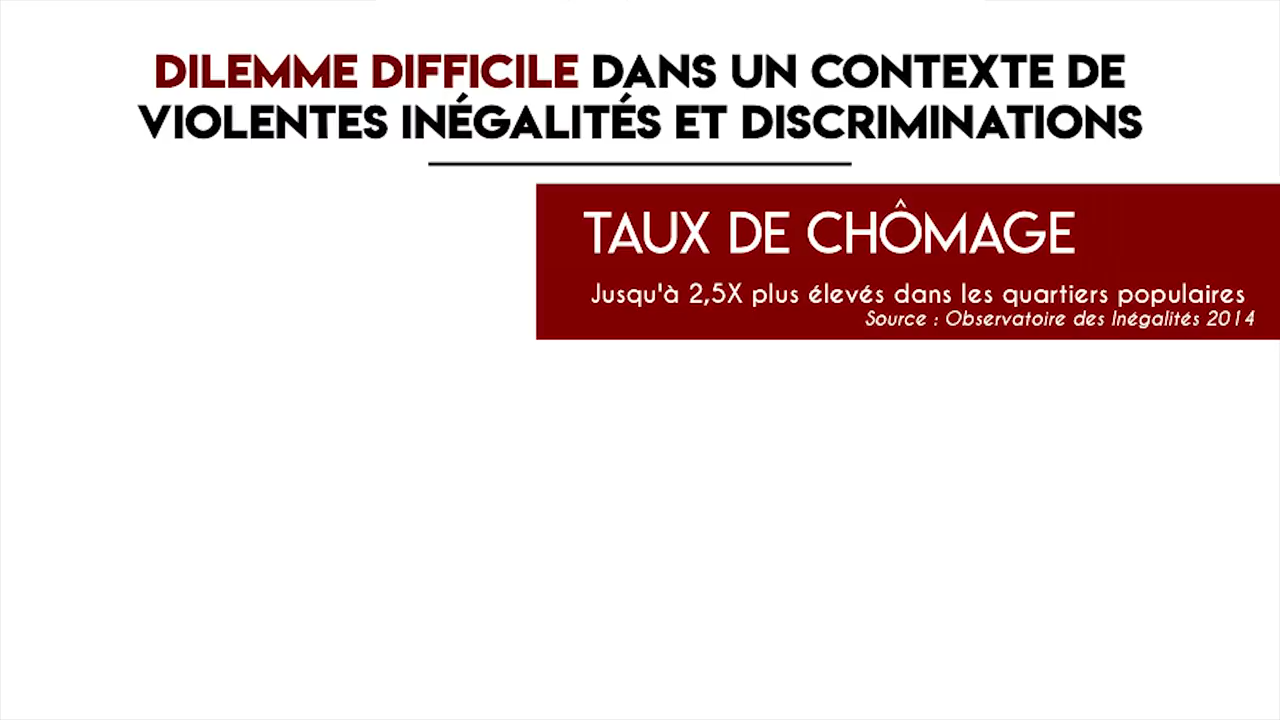 DILEMME DIFFICILE DANS UN CONTEXTE DE
VIOLENTES INÉGALITÉS ET DISCRIMINATIONS
TAUX DE CHÔMAGE
Jusqu'à 2,5X plus élevés dans les quartiers populaires
Source : Observatoire des Inégalités 2014